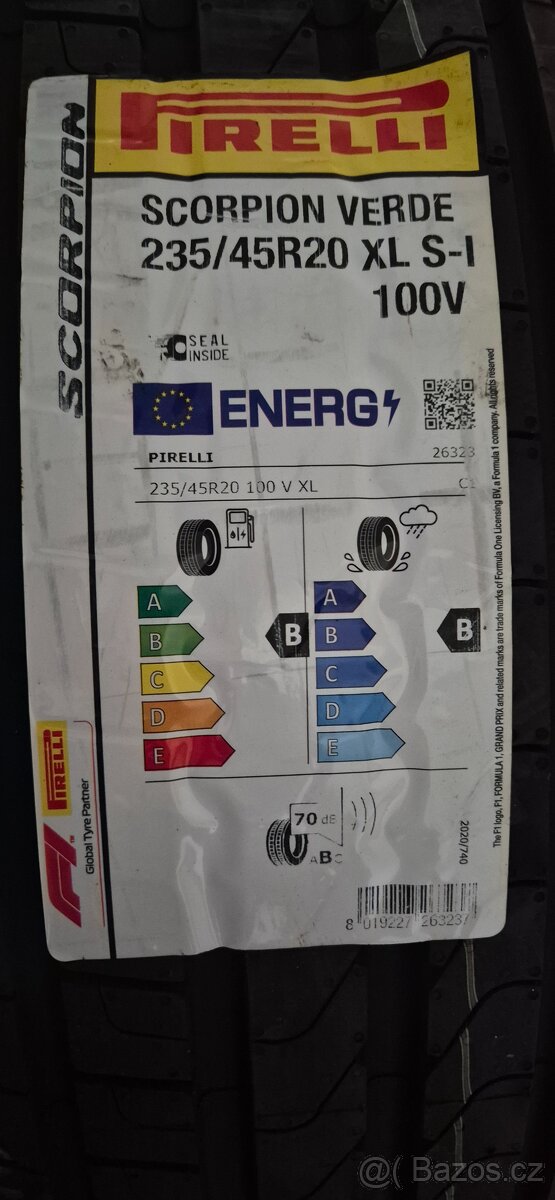 PIRELLI
SCORPION
SCORPION VERDE
235/45R20 XL S-I
100V
SEAL
INSIDE
ENERG
PIRELLI 26323
235/45R20 100 V XL C1
A
B
C
D
E
B
A
B
C
D
E
B
70 dB
ABC
2020/740
8 019227 263237
PIRELLI
F1 ™
Global Tyre Partner
The F1 logo, F1, FORMULA 1, GRAND PRIX and related marks are trade marks of Formula One Licensing BV, a Formula 1 company. All rights reserved
@( Bazos.cz